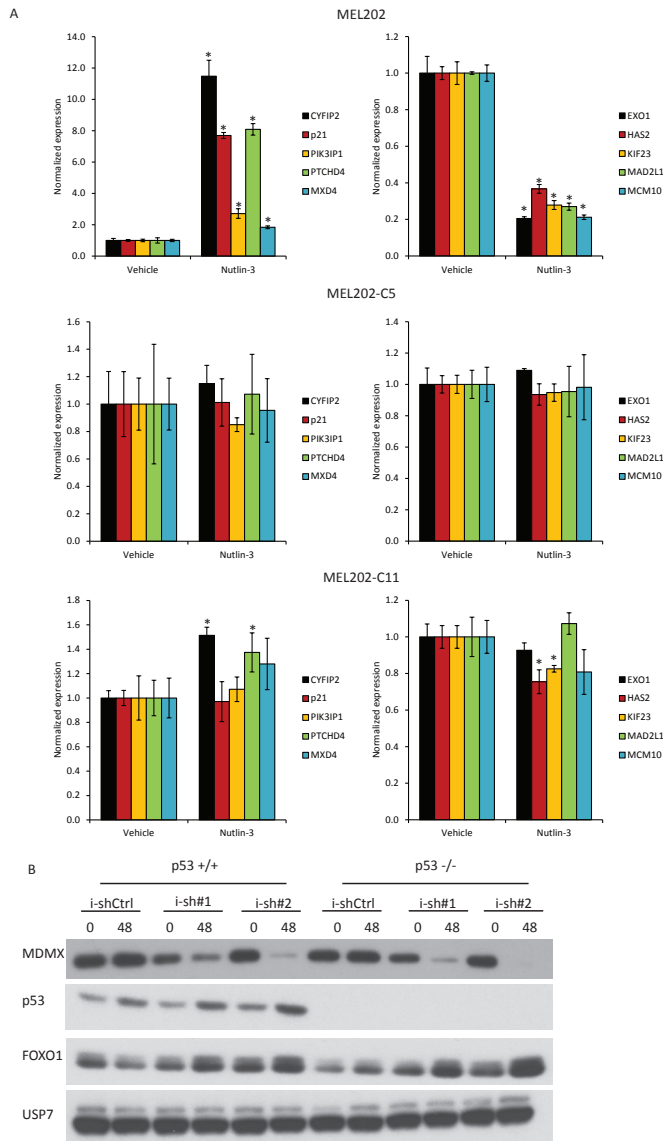 A
MEL202
14.0
12.0
10.0
8.0
6.0
4.0
2.0
0.0
Normalized expression
Vehicle
Nutlin-3
* * * * *
CYFIP2
p21
PIK3IP1
PTCHD4
MXD4
1.2
1.0
0.8
0.6
0.4
0.2
0.0
Normalized expression
Vehicle
Nutlin-3
* * * * *
EXO1
HAS2
KIF23
MAD2L1
MCM10
MEL202-C5
1.6
1.4
1.2
1.0
0.8
0.6
0.4
0.2
0.0
Normalized expression
Vehicle
Nutlin-3
CYFIP2
p21
PIK3IP1
PTCHD4
MXD4
1.4
1.2
1.0
0.8
0.6
0.4
0.2
0.0
Normalized expression
Vehicle
Nutlin-3
EXO1
HAS2
KIF23
MAD2L1
MCM10
MEL202-C11
1.8
1.6
1.4
1.2
1.0
0.8
0.6
0.4
0.2
0.0
Normalized expression
Vehicle
Nutlin-3
* *
CYFIP2
p21
PIK3IP1
PTCHD4
MXD4
1.2
1.0
0.8
0.6
0.4
0.2
0.0
Normalized expression
Vehicle
Nutlin-3
* *
EXO1
HAS2
KIF23
MAD2L1
MCM10
B
p53 +/+ p53 -/-
i-shCtrl i-sh#1 i-sh#2 i-shCtrl i-sh#1 i-sh#2
0 48 0 48 0 48 0 48 0 48 0 48
MDMX
p53
FOXO1
USP7